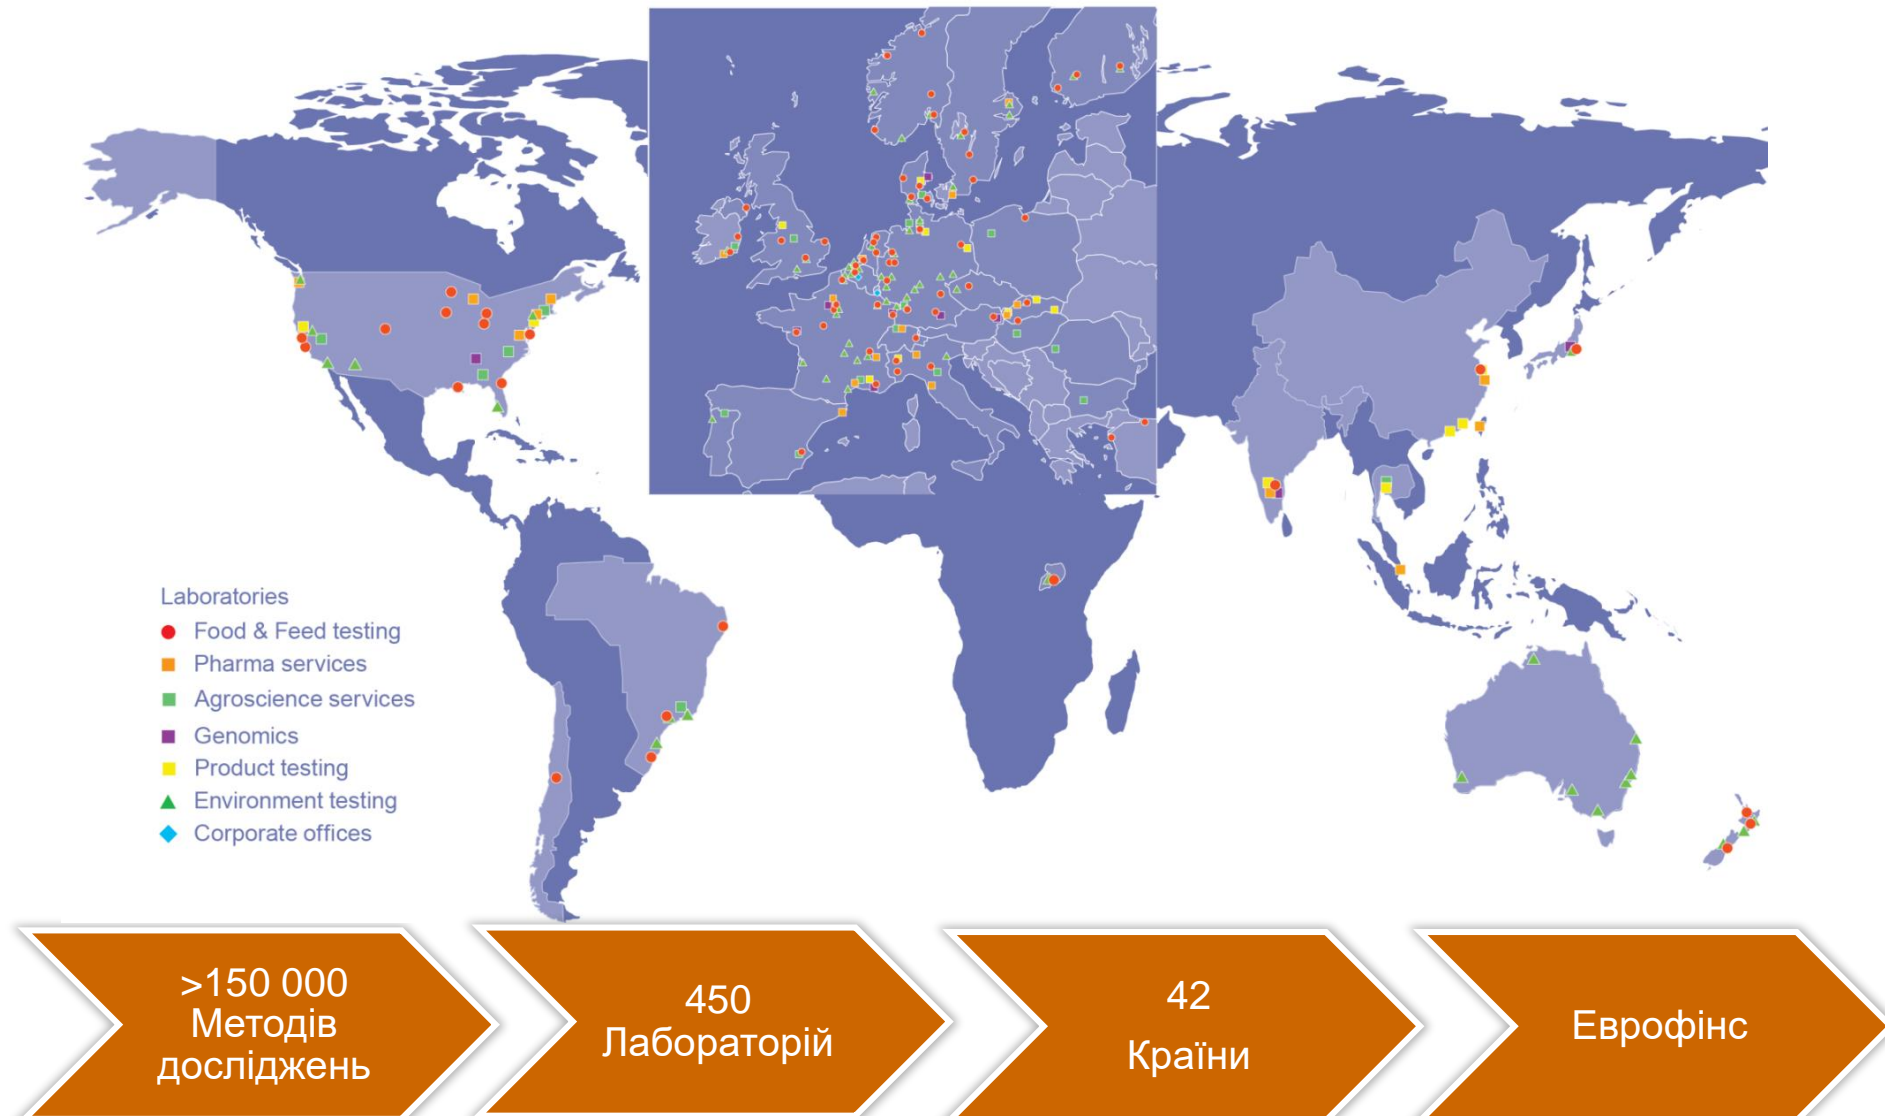 Laboratories
Food & Feed testing
Pharma services
Agroscience services
Genomics
Product testing
Environment testing
Corporate offices
>150 000
Методів
досліджень
450
Лабораторій
42
Країни
Еврофінс